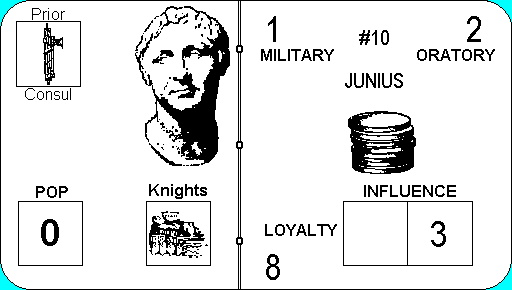 Prior
Consul
POP
0
Knights
1
MILITARY
#10
2
ORATORY
JUNIUS
INFLUENCE
LOYALTY
8
3